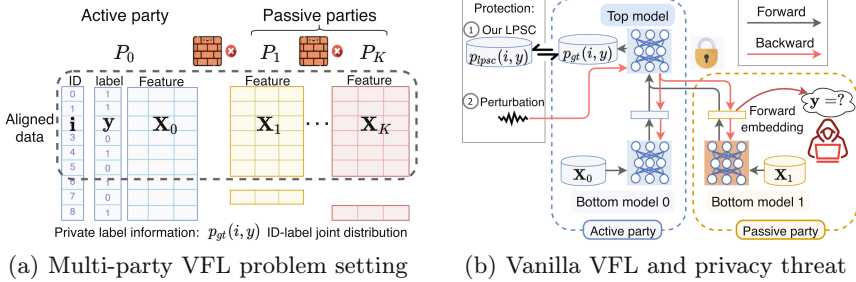 Active party
Passive parties
P_0
P_1
P_K
ID
label
Feature
Feature
Feature
Aligned
data
0
1
i
3
4
5
6
7
8
1
1
y
0
1
0
1
0
1
X_0
X_1
...
X_K
Private label information: p_gt(i, y) ID-label joint distribution
(a) Multi-party VFL problem setting
Protection:
1 Our LPSC
p_lpsc(i, y)
p_gt(i, y)
2 Perturbation
Top model
Forward
Backward
y =?
Forward
embedding
X_0
X_1
Bottom model 0
Bottom model 1
Active party
Passive party
(b) Vanilla VFL and privacy threat